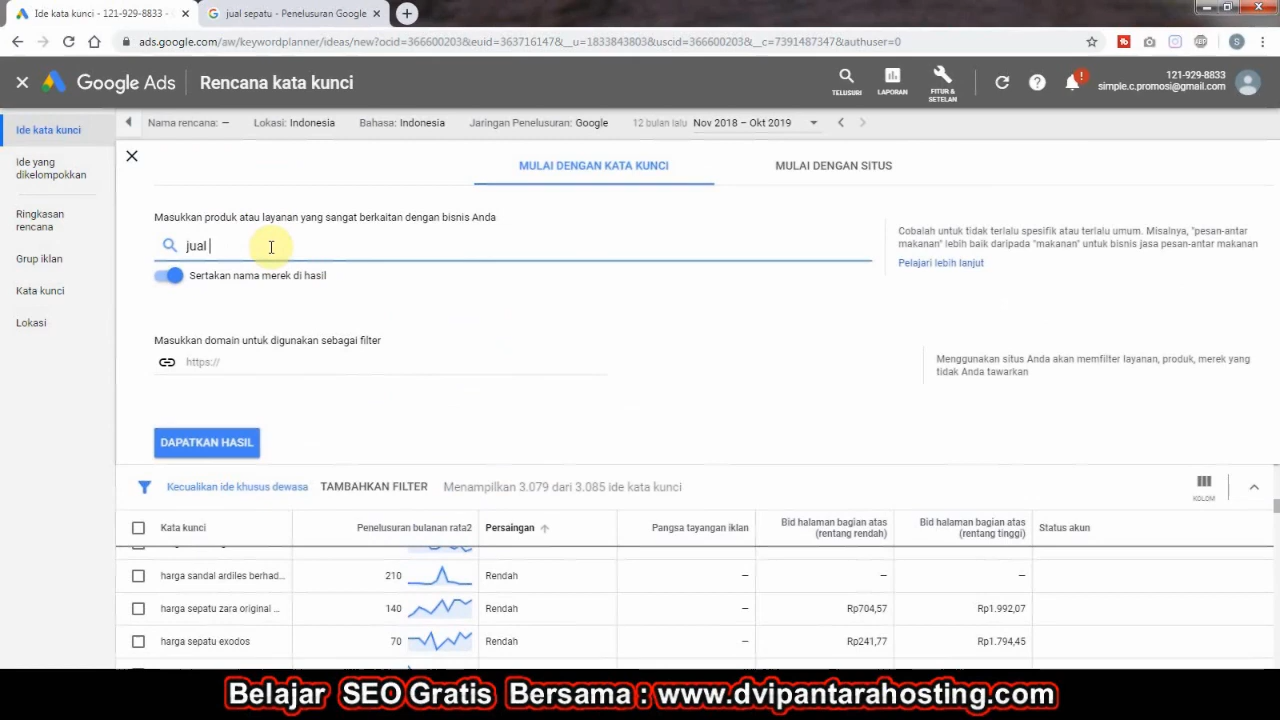 Ide kata kunci - 121-929-8833 -
jual sepatu - Penelusuran Google
ads.google.com/aw/keywordplanner/ideas/new?ocid=366600203&euid=363716147&__u=1833843803&uscid=366600203&__c=7391487347&authuser=0
Google Ads
Rencana kata kunci
TELUSURI
LAPORAN
FITUR &
SETELAN
121-929-8833
simple.c.promosi@gmail.com
Ide kata kunci
Ide yang
dikelompokkan
Ringkasan
rencana
Grup iklan
Kata kunci
Lokasi
Nama rencana: – Lokasi: Indonesia Bahasa: Indonesia Jaringan Penelusuran: Google 12 bulan lalu Nov 2018 – Okt 2019
MULAI DENGAN KATA KUNCI
MULAI DENGAN SITUS
Masukkan produk atau layanan yang sangat berkaitan dengan bisnis Anda
jual
Sertakan nama merek di hasil
Cobalah untuk tidak terlalu spesifik atau terlalu umum. Misalnya, "pesan-antar
makanan" lebih baik daripada "makanan" untuk bisnis jasa pesan-antar makanan
Pelajari lebih lanjut
Masukkan domain untuk digunakan sebagai filter
https://
Menggunakan situs Anda akan memfilter layanan, produk, merek yang
tidak Anda tawarkan
DAPATKAN HASIL
Kecualikan ide khusus dewasa TAMBAHKAN FILTER Menampilkan 3.079 dari 3.085 ide kata kunci
KOLOM
Kata kunci
Penelusuran bulanan rata2
Persaingan
Pangsa tayangan iklan
Bid halaman bagian atas
(rentang rendah)
Bid halaman bagian atas
(rentang tinggi)
Status akun
harga sandal ardiles berhad... 210 Rendah – – –
harga sepatu zara original ... 140 Rendah – Rp704,57 Rp1.992,07
harga sepatu exodos 70 Rendah – Rp241,77 Rp1.794,45
Belajar SEO Gratis Bersama : www.dvipantarahosting.com